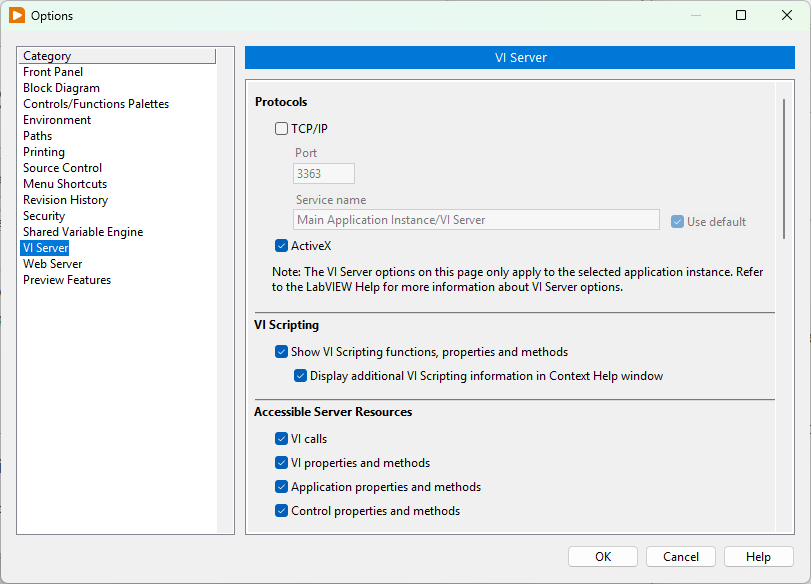 Options
Category
Front Panel
Block Diagram
Controls/Functions Palettes
Environment
Paths
Printing
Source Control
Menu Shortcuts
Revision History
Security
Shared Variable Engine
VI Server
Web Server
Preview Features
VI Server
Protocols
TCP/IP
Port
3363
Service name
Main Application Instance/VI Server
Use default
ActiveX
Note: The VI Server options on this page only apply to the selected application instance. Refer
to the LabVIEW Help for more information about VI Server options.
VI Scripting
Show VI Scripting functions, properties and methods
Display additional VI Scripting information in Context Help window
Accessible Server Resources
VI calls
VI properties and methods
Application properties and methods
Control properties and methods
OK
Cancel
Help